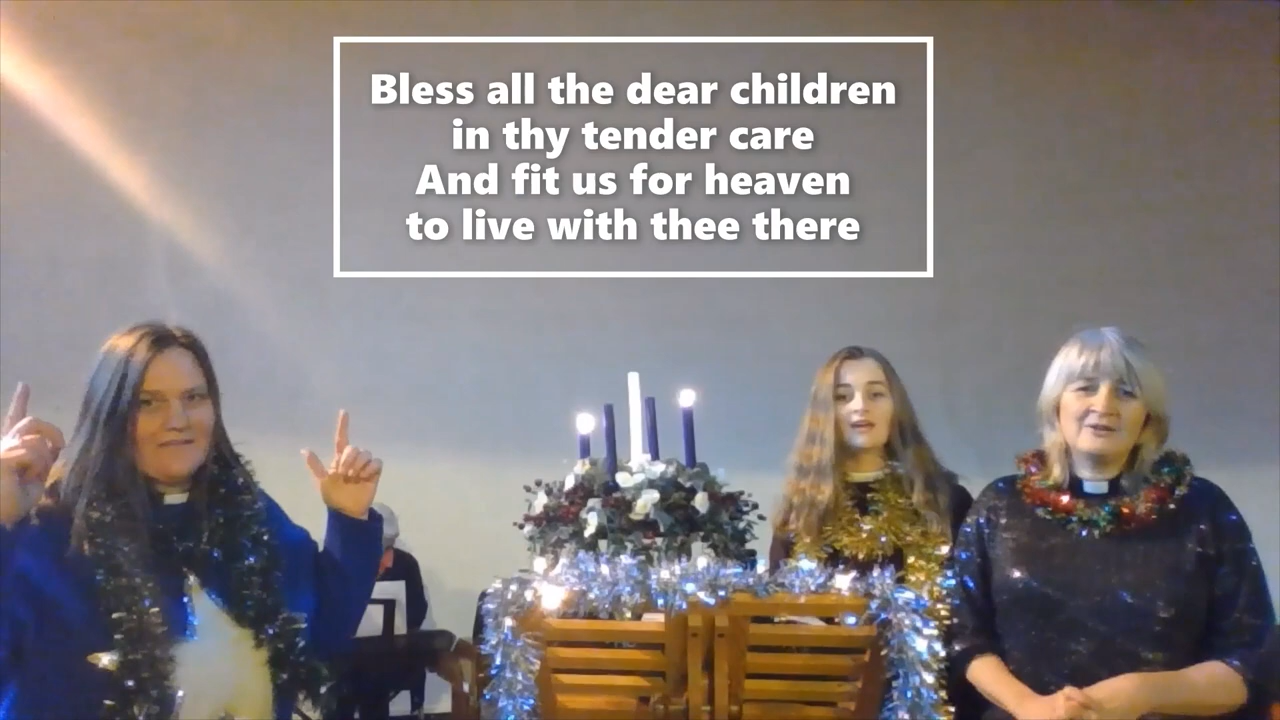 Bless all the dear children
in thy tender care
And fit us for heaven
to live with thee there